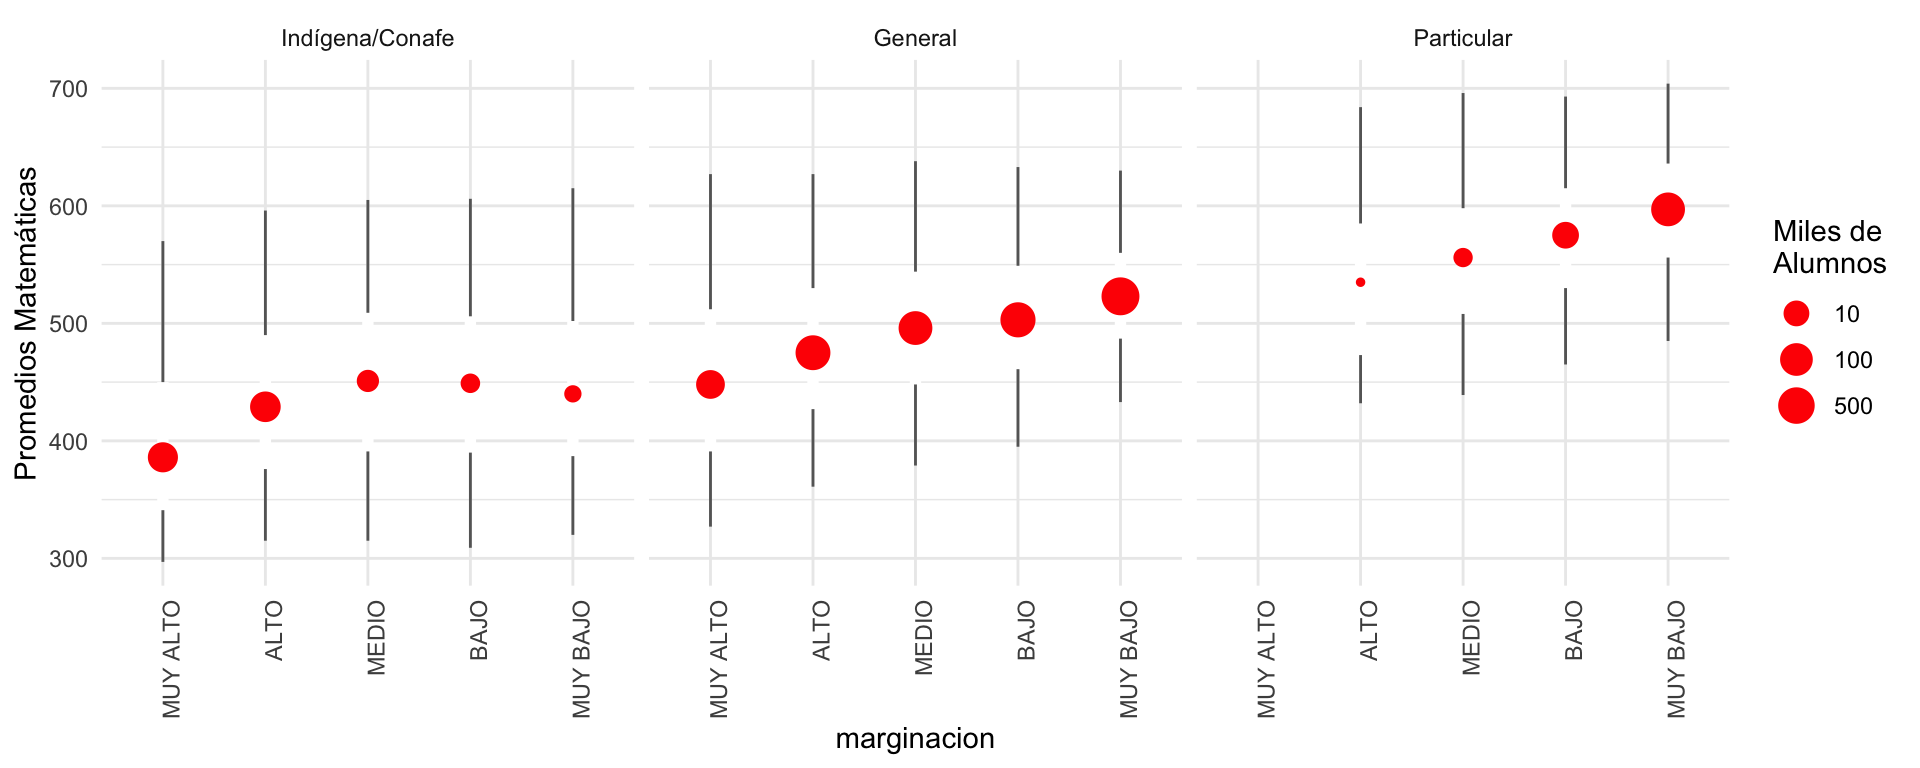 Indígena/Conafe
General
Particular
Promedios Matemáticas
700
600
500
400
300
MUY ALTO
ALTO
MEDIO
BAJO
MUY BAJO
MUY ALTO
ALTO
MEDIO
BAJO
MUY BAJO
MUY ALTO
ALTO
MEDIO
BAJO
MUY BAJO
marginacion
Miles de
Alumnos
10
100
500